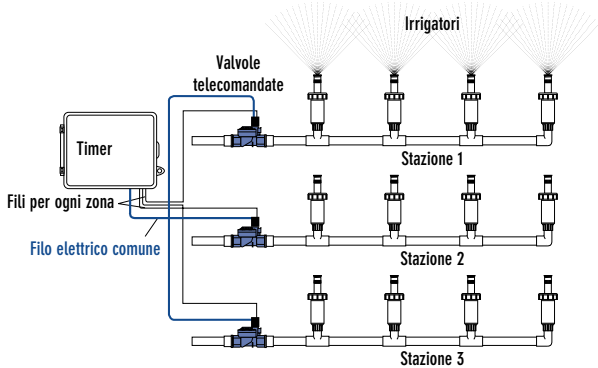 Irrigatori
Valvole
telecomandate
Timer
Stazione 1
Fili per ogni zona
Filo elettrico comune
Stazione 2
Stazione 3